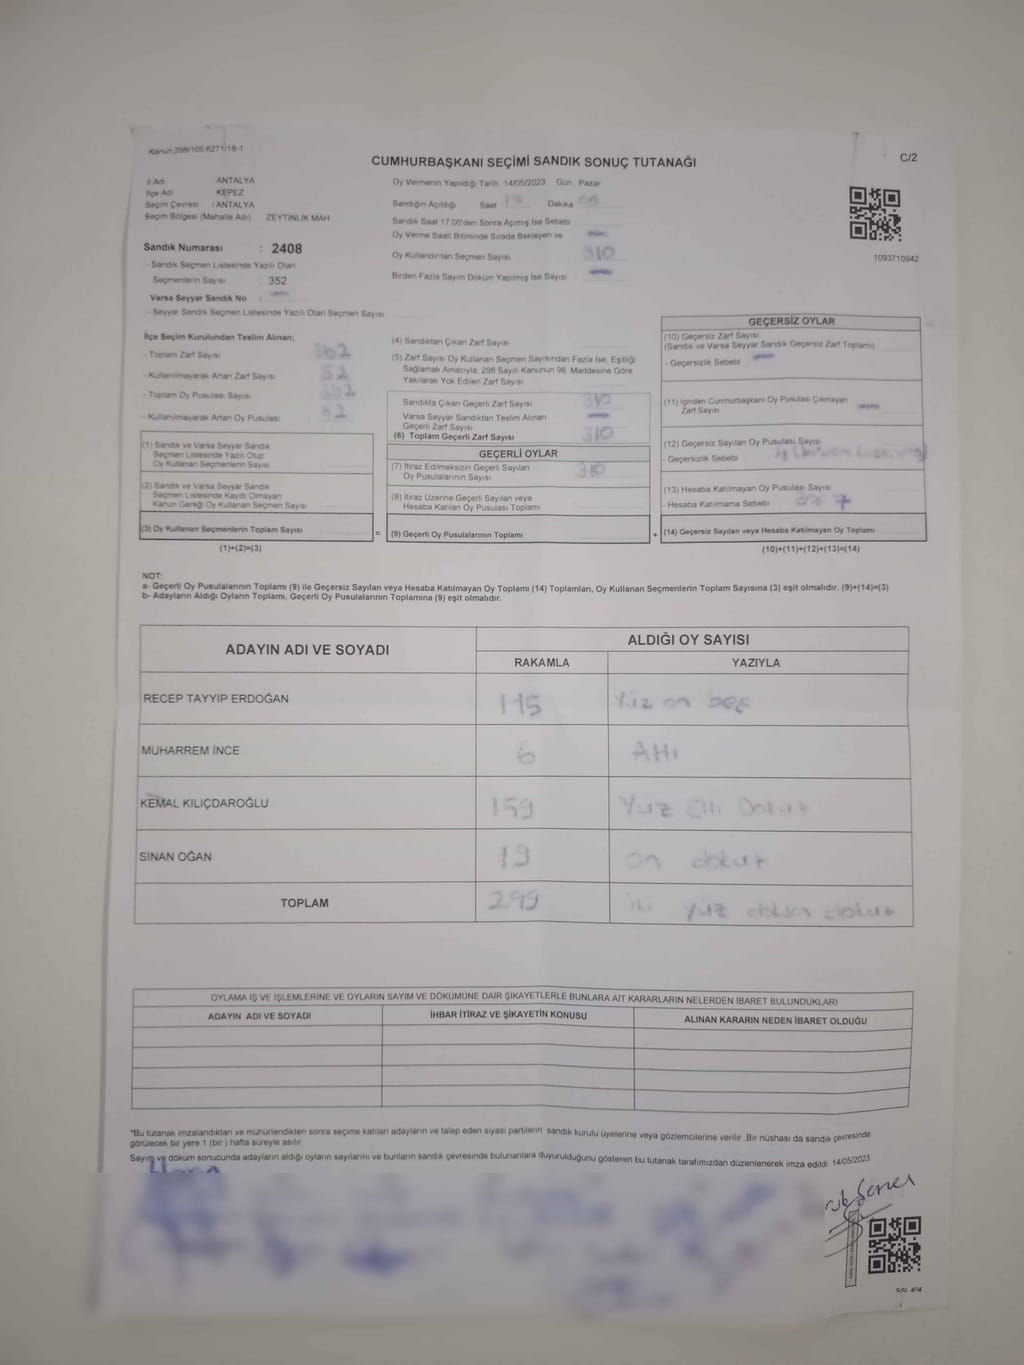 Kanun:298/105;6271/18-1
CUMHURBAŞKANI SEÇİMİ SANDIK SONUÇ TUTANAĞI
C/2
İl Adı : ANTALYA
İlçe Adı : KEPEZ
Seçim Çevresi : ANTALYA
Seçim Bölgesi (Mahalle Adı) : ZEYTİNLİK MAH.
Sandık Numarası : 2408
- Sandık Seçmen Listesinde Yazılı Olan
Seçmenlerin Sayısı : 352
Varsa Seyyar Sandık No :
- Seyyar Sandık Seçmen Listesinde Yazılı Olan Seçmen Sayısı:
Oy Vermenin Yapıldığı Tarih: 14/05/2023 Gün: Pazar
Sandığın Açıldığı Saat 17 Dakika 00
Sandık Saat 17:00'den Sonra Açılmış İse Sebebi
Oy Verme Saati Bitiminde Sırada Bekleyen ve
Oy Kullandırılan Seçmen Sayısı 310
Birden Fazla Sayım Döküm Yapılmış İse Sayısı
1093710942
İlçe Seçim Kurulundan Teslim Alınan;
- Toplam Zarf Sayısı 362
- Kullanılmayarak Artan Zarf Sayısı 52
- Toplam Oy Pusulası Sayısı
- Kullanılmayarak Artan Oy Pusulası
(1) Sandık ve Varsa Seyyar Sandık
Seçmen Listesinde Yazılı Olup
Oy Kullanan Seçmenlerin Sayısı
(2) Sandık ve Varsa Seyyar Sandık
Seçmen Listesinde Kayıtlı Olmayan
Kanun Gereği Oy Kullanan Seçmen Sayısı
(3) Oy Kullanan Seçmenlerin Toplam Sayısı
(1)+(2)=(3)
(4) Sandıktan Çıkan Zarf Sayısı
(5) Zarf Sayısı Oy Kullanan Seçmen Sayısından Fazla İse, Eşitliği
Sağlamak Amacıyla, 298 Sayılı Kanunun 98. Maddesine Göre
Yakılarak Yok Edilen Zarf Sayısı
Sandıkta Çıkan Geçerli Zarf Sayısı 310
Varsa Seyyar Sandıktan Teslim Alınan
Geçerli Zarf Sayısı
(6) Toplam Geçerli Zarf Sayısı 310
GEÇERLİ OYLAR
(7) İtiraz Edilmeksizin Geçerli Sayılan
Oy Pusulasının Sayısı 310
(8) İtiraz Üzerine Geçerli Sayılan veya
Hesaba Katılan Oy Pusulası Toplamı
= (9) Geçerli Oy Pusulalarının Toplamı
GEÇERSİZ OYLAR
(10) Geçersiz Zarf Sayısı
(Sandık ve Varsa Seyyar Sandık Geçersiz Zarf Toplamı)
- Geçersizlik Sebebi
(11) İçinden Cumhurbaşkanı Oy Pusulası Çıkmayan
Zarf Sayısı
(12) Geçersiz Sayılan Oy Pusulası Sayısı
- Geçersizlik Sebebi
(13) Hesaba Katılmayan Oy Pusulası Sayısı
- Hesaba Katılmama Sebebi 7
+ (14) Geçersiz Sayılan veya Hesaba Katılmayan Oy Toplamı
(10)+(11)+(12)+(13)=(14)
NOT:
a- Geçerli Oy Pusulalarının Toplamı (9) ile Geçersiz Sayılan veya Hesaba Katılmayan Oy Toplamı (14) Toplamları, Oy Kullanan Seçmenlerin Toplam Sayısına (3) eşit olmalıdır. (9)+(14)=(3)
b- Adayların Aldığı Oyların Toplamı, Geçerli Oy Pusulalarının Toplamına (9) eşit olmalıdır.
ADAYIN ADI VE SOYADI ALDIĞI OY SAYISI
RAKAMLA YAZIYLA
RECEP TAYYİP ERDOĞAN 115 Yüz on beş
MUHARREM İNCE 6 Altı
KEMAL KILIÇDAROĞLU 159 Yüz Elli Dokuz
SİNAN OĞAN 19 on dokuz
TOPLAM 299 iki yüz doksan dokuz
OYLAMA İŞ VE İŞLEMLERİNE VE OYLARIN SAYIM VE DÖKÜMÜNE DAİR ŞİKAYETLERLE BUNLARA AİT KARARLARIN NELERDEN İBARET BULUNDUKLARI
ADAYIN ADI VE SOYADI İHBAR İTİRAZ VE ŞİKAYETİN KONUSU ALINAN KARARIN NEDEN İBARET OLDUĞU
*Bu tutanak imzalandıktan ve mühürlendikten sonra seçime katılan adayların ve talep eden siyasi partilerin sandık kurulu üyelerine veya gözlemcilerine verilir. Bir nüshası da sandık çevresinde
görülecek bir yere 1 (bir ) hafta süreyle asılır.
Sayım ve döküm sonucunda adayların aldığı oyların sayılarını ve bunların sandık çevresinde bulunanlara duyurulduğunu gösteren bu tutanak tarafımızdan düzenlenerek imza edildi. 14/05/2023